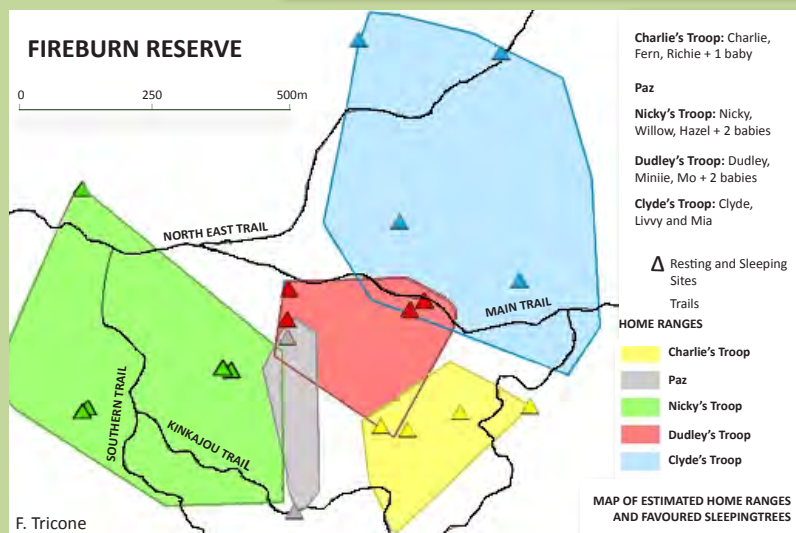 FIREBURN RESERVE
0 250 500m
NORTH EAST TRAIL
MAIN TRAIL
SOUTHERN TRAIL
KINKAJOU TRAIL
F. Tricone
Charlie's Troop: Charlie,
Fern, Richie + 1 baby
Paz
Nicky's Troop: Nicky,
Willow, Hazel + 2 babies
Dudley's Troop: Dudley,
Miniie, Mo + 2 babies
Clyde's Troop: Clyde,
Livvy and Mia
Resting and Sleeping
Sites
Trails
HOME RANGES
Charlie's Troop
Paz
Nicky's Troop
Dudley's Troop
Clyde's Troop
MAP OF ESTIMATED HOME RANGES
AND FAVOURED SLEEPINGTREES